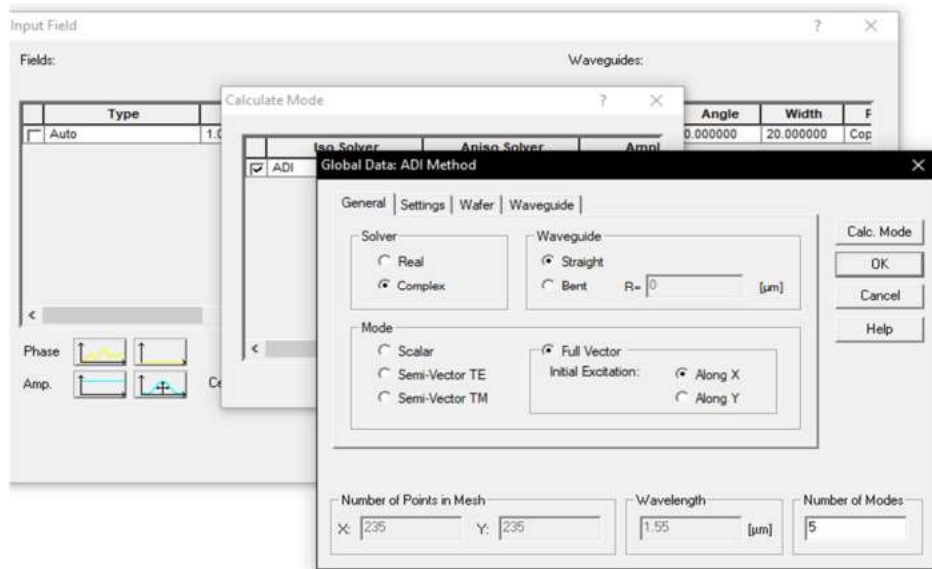 Input Field ? ×
Fields: Waveguides:
Type
Auto 1.0
Angle Width
0.000000 20.000000 Cop
Phase
Amp. Ce
Calculate Mode ? ×
Iso Solver Aniso Solver Ampl
ADI
Global Data: ADI Method ×
General Settings Wafer Waveguide
Solver
Real
Complex
Waveguide
Straight
Bent R= 0 [µm]
Mode
Scalar
Semi-Vector TE
Semi-Vector TM
Full Vector
Initial Excitation: Along X
Along Y
Calc. Mode
OK
Cancel
Help
Number of Points in Mesh
X: 235 Y: 235
Wavelength
1.55 [µm]
Number of Modes
5